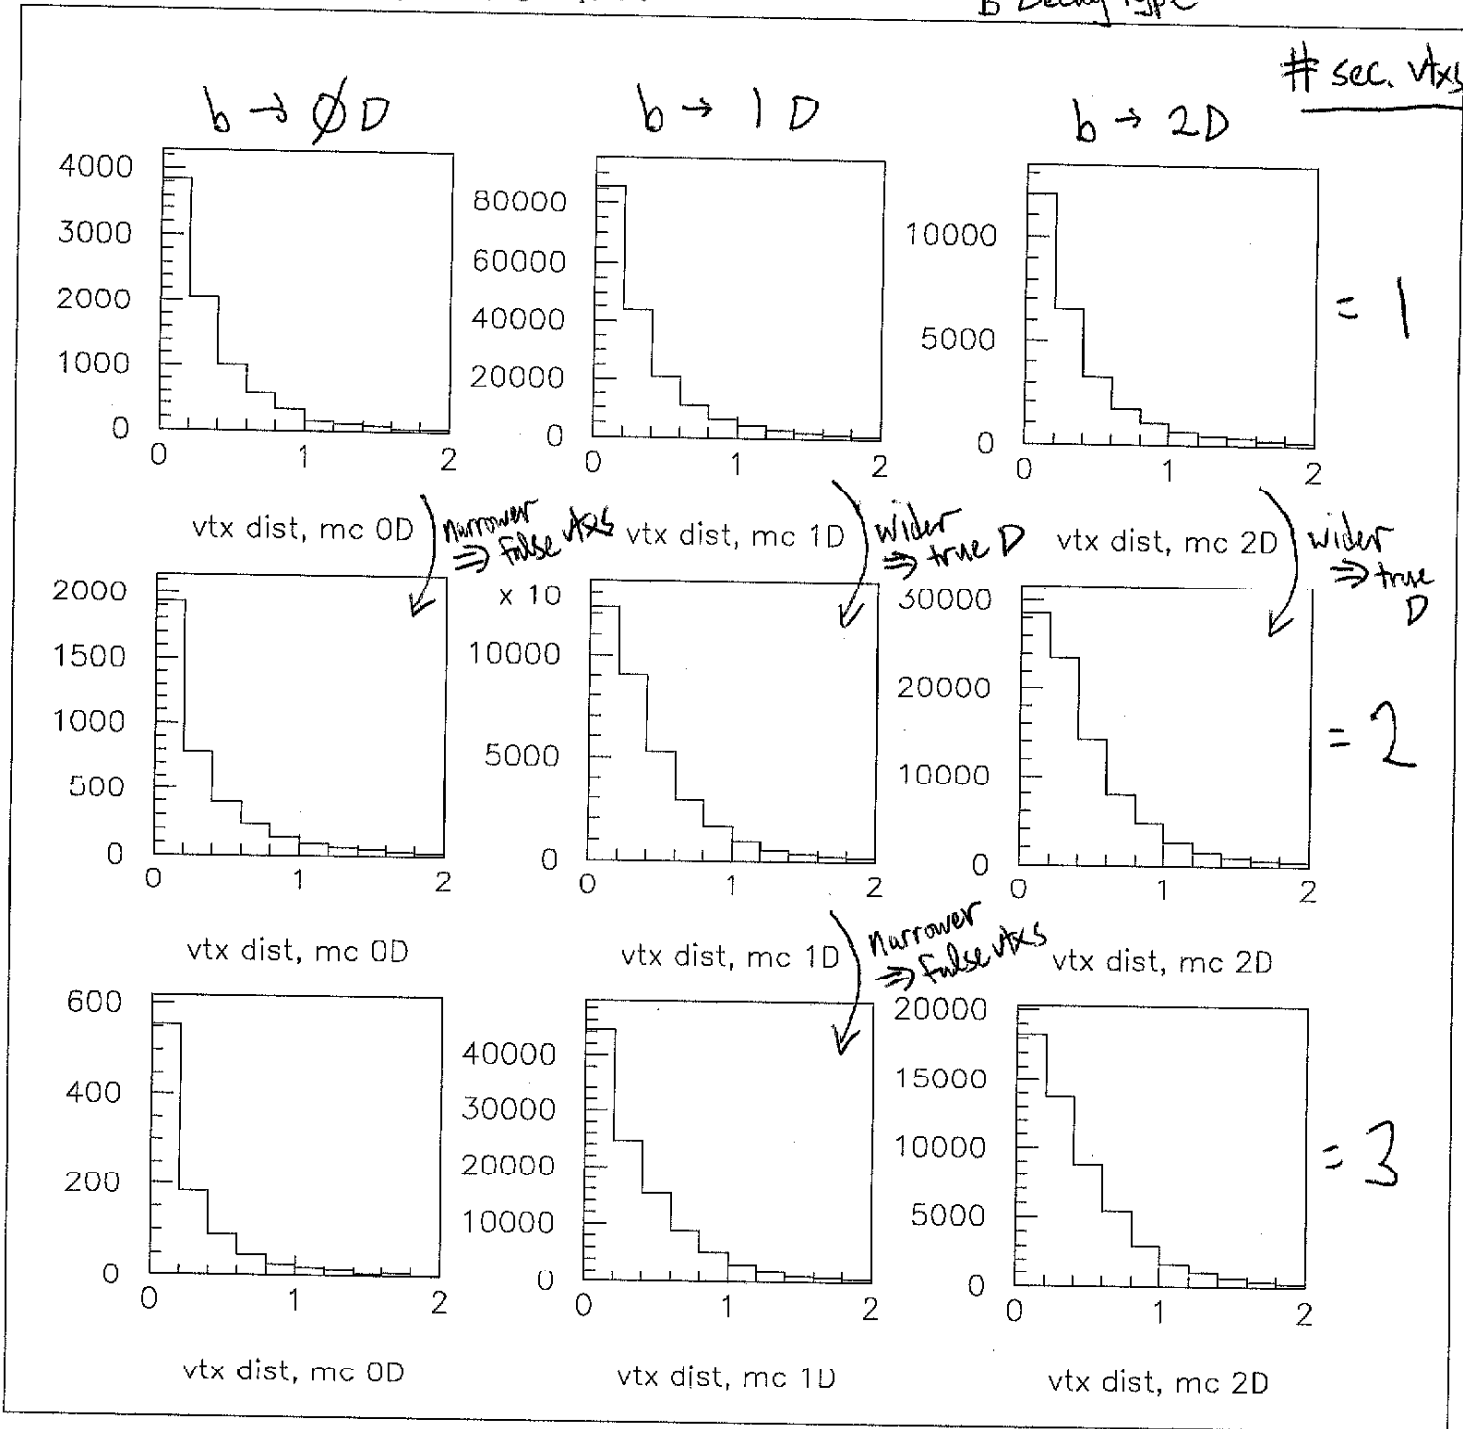 B Decay Type
# sec. vtxs
b → ØD b → 1D b → 2D
4000
3000
2000
1000
0
0 1 2
80000
60000
40000
20000
0
0 1 2
10000
5000
0
0 1 2
= 1
vtx dist, mc 0D
narrower
⇒ false vtxs
vtx dist, mc 1D
wider
⇒ true D
vtx dist, mc 2D
wider
⇒ true
D
2000
1500
1000
500
0
0 1 2
x 10
10000
5000
0
0 1 2
30000
20000
10000
0
0 1 2
= 2
vtx dist, mc 0D
vtx dist, mc 1D
narrower
⇒ false vtxs
vtx dist, mc 2D
600
400
200
0
0 1 2
40000
30000
20000
10000
0
0 1 2
20000
15000
10000
5000
0
0 1 2
= 3
vtx dist, mc 0D
vtx dist, mc 1D
vtx dist, mc 2D